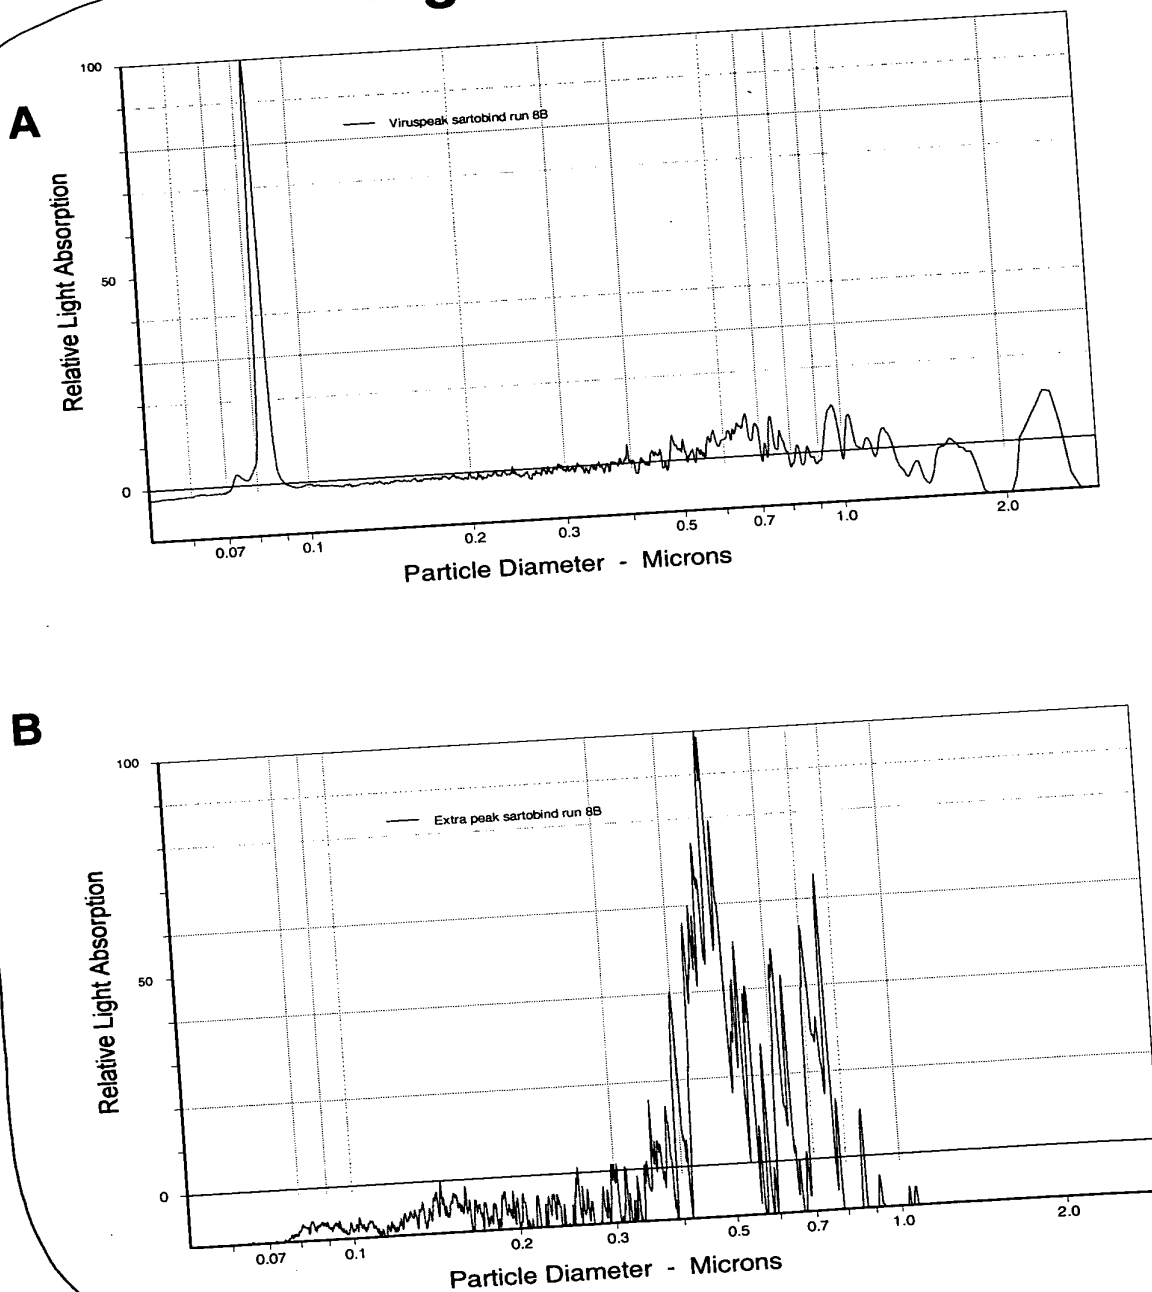 A
100
Viruspeak sartobind run 8B
Relative Light Absorption
50
0
0.07 0.1 0.2 0.3 0.5 0.7 1.0 2.0
Particle Diameter - Microns
B
100
Extra peak sartobind run 8B
Relative Light Absorption
50
0
0.07 0.1 0.2 0.3 0.5 0.7 1.0 2.0
Particle Diameter - Microns